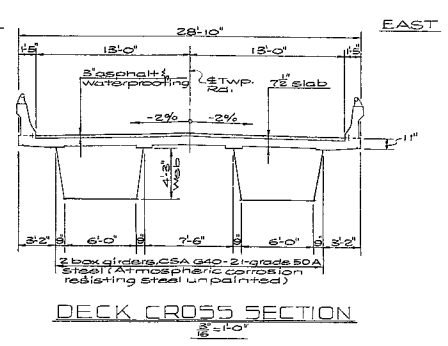 28'-10"
EAST
1'-5" 13'-0" 13'-0" 1'-5"
3" asphalt &
waterproofing
℄ Twp.
Rd.
7½" slab
-2% -2%
11"
4'-3"
web
3'-2" 9" 6'-0" 9" 7'-6" 9" 6'-0" 9" 3'-2"
2 box girders, CSA G40-21-grade 50A
steel (Atmospheric corrosion
resisting steel unpainted)
DECK CROSS SECTION
3/16" = 1'-0"